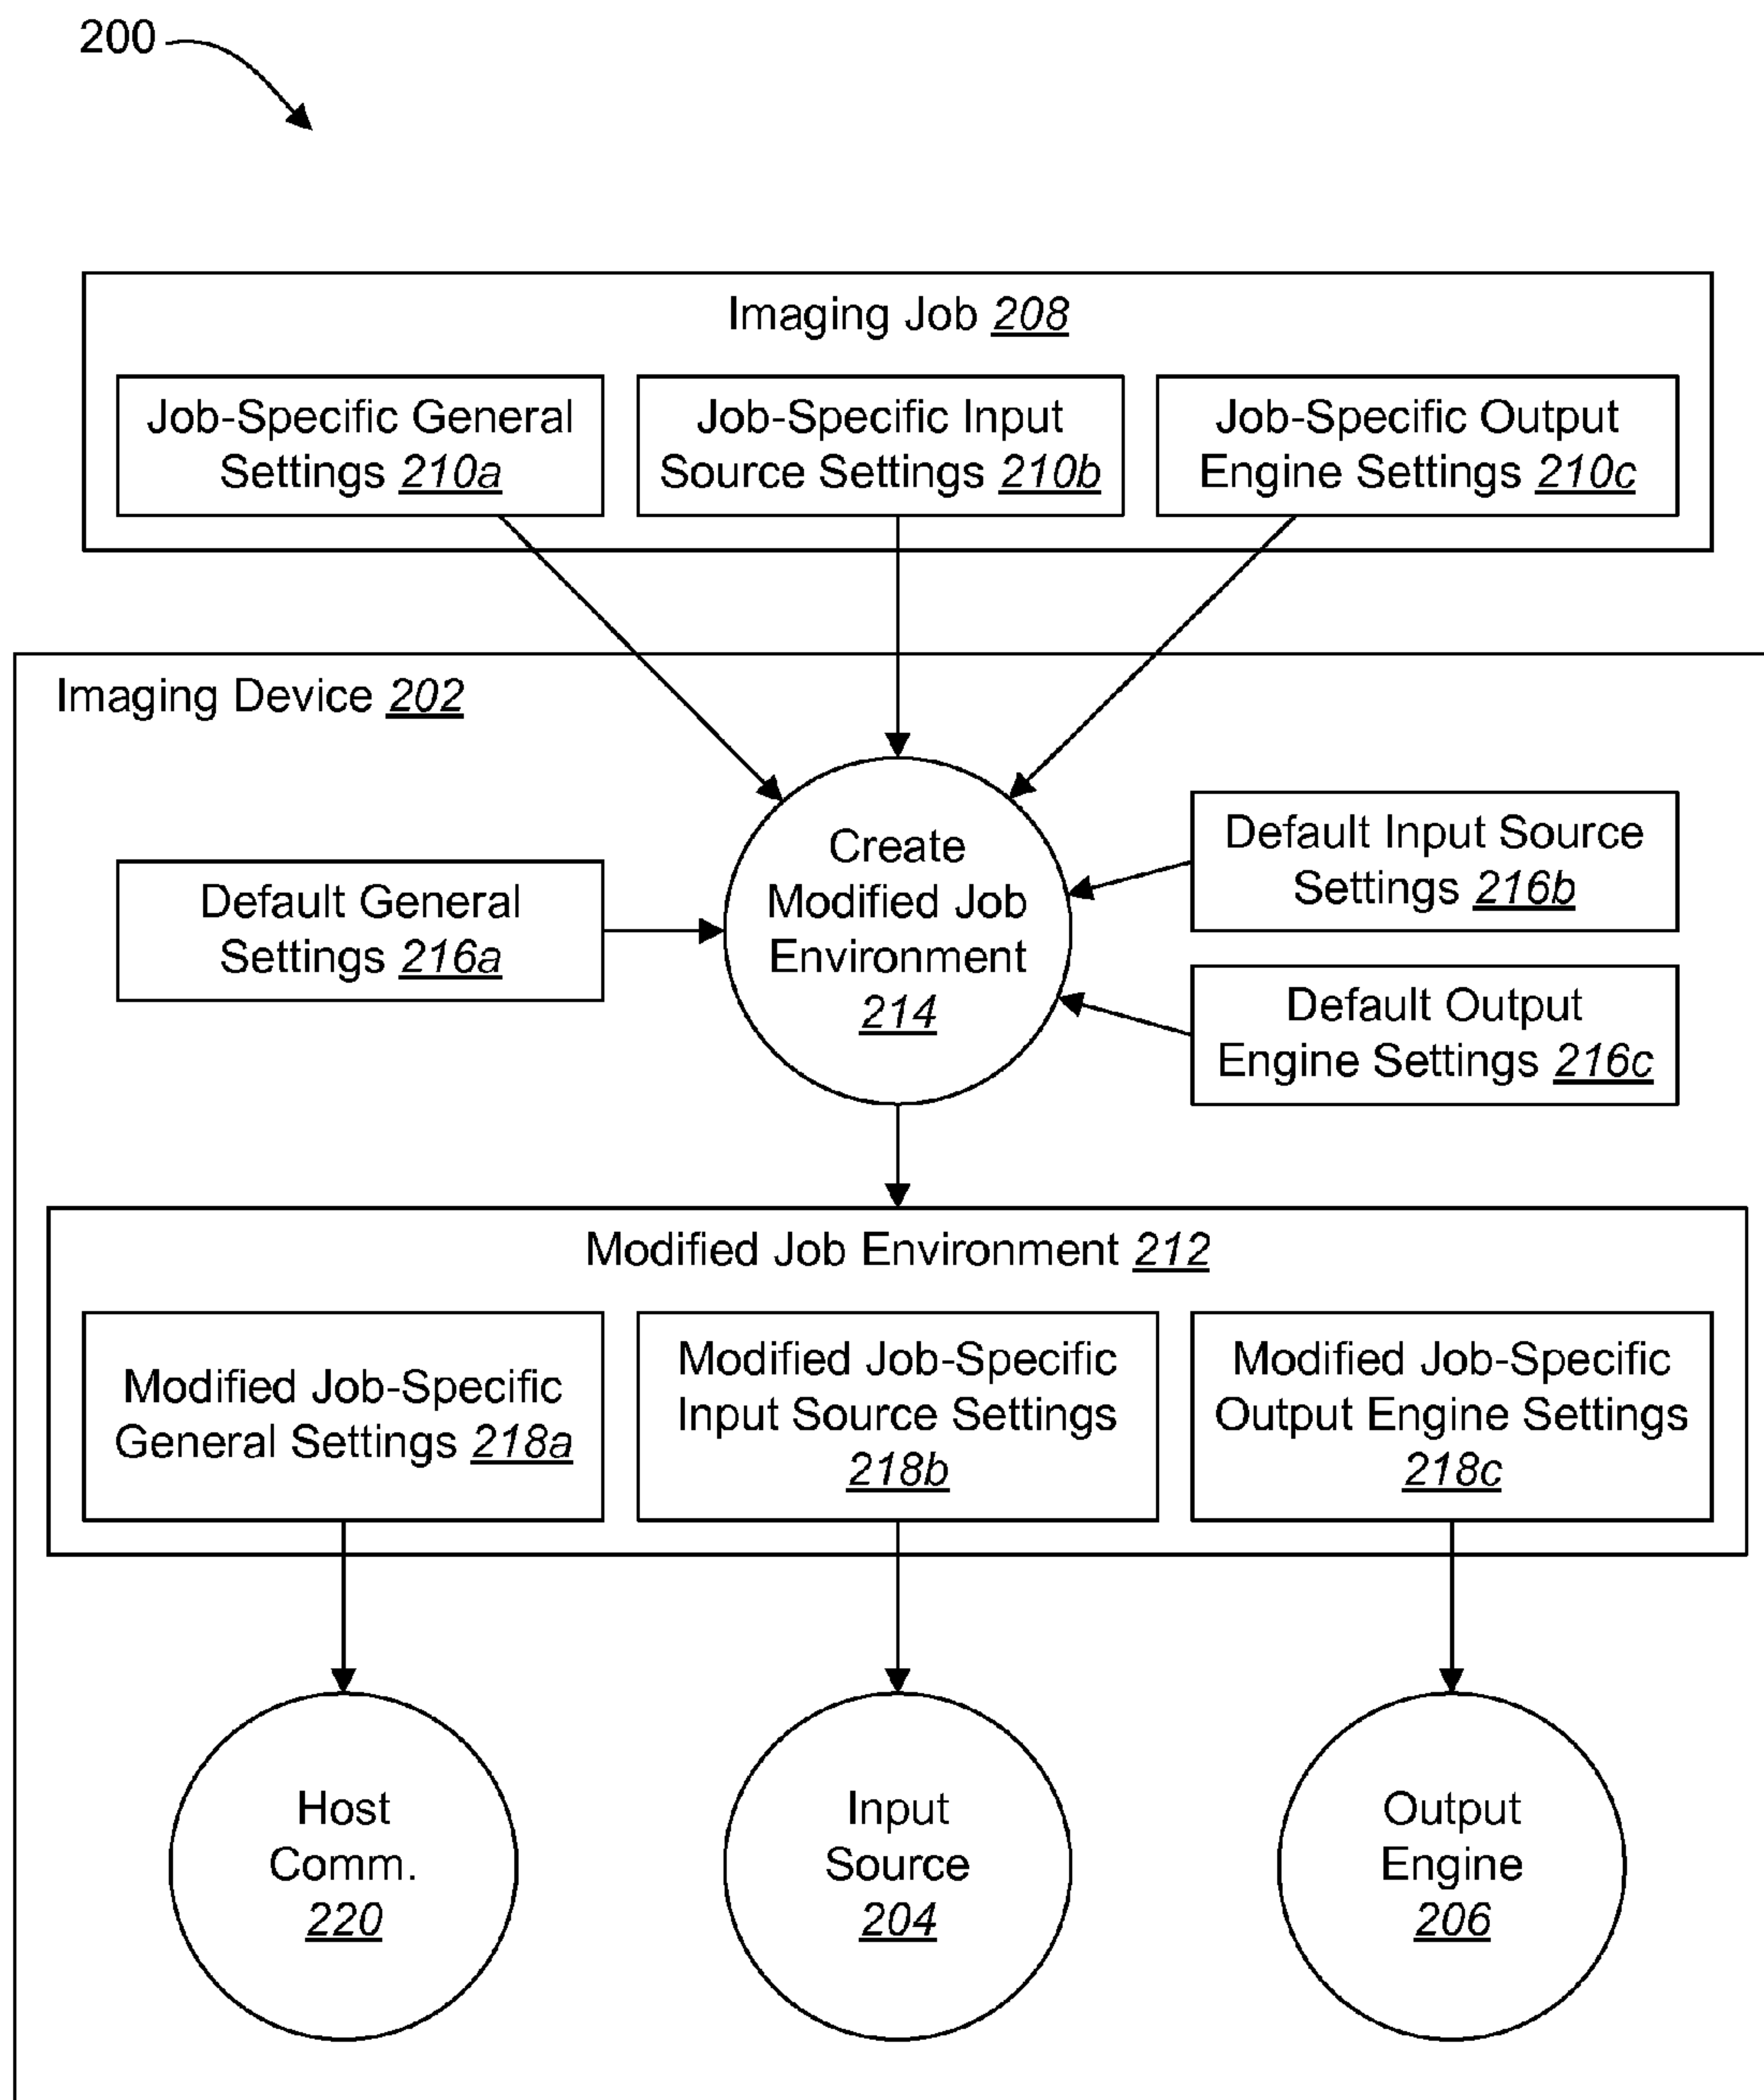 200
Imaging Job 208
Job-Specific General
Settings 210a
Job-Specific Input
Source Settings 210b
Job-Specific Output
Engine Settings 210c
Imaging Device 202
Create
Modified Job
Environment
214
Default General
Settings 216a
Default Input Source
Settings 216b
Default Output
Engine Settings 216c
Modified Job Environment 212
Modified Job-Specific
General Settings 218a
Modified Job-Specific
Input Source Settings
218b
Modified Job-Specific
Output Engine Settings
218c
Host
Comm.
220
Input
Source
204
Output
Engine
206